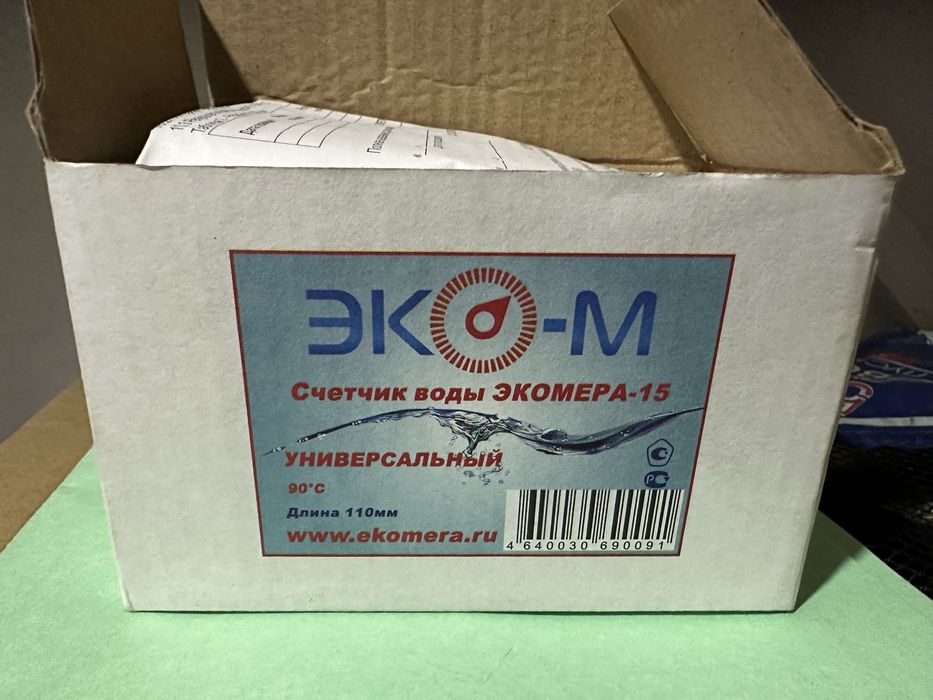 ЭКО-М
Счетчик воды ЭКОМЕРА-15
УНИВЕРСАЛЬНЫЙ
90°С
Длина 110мм
www.ekomera.ru
4 640030 690091